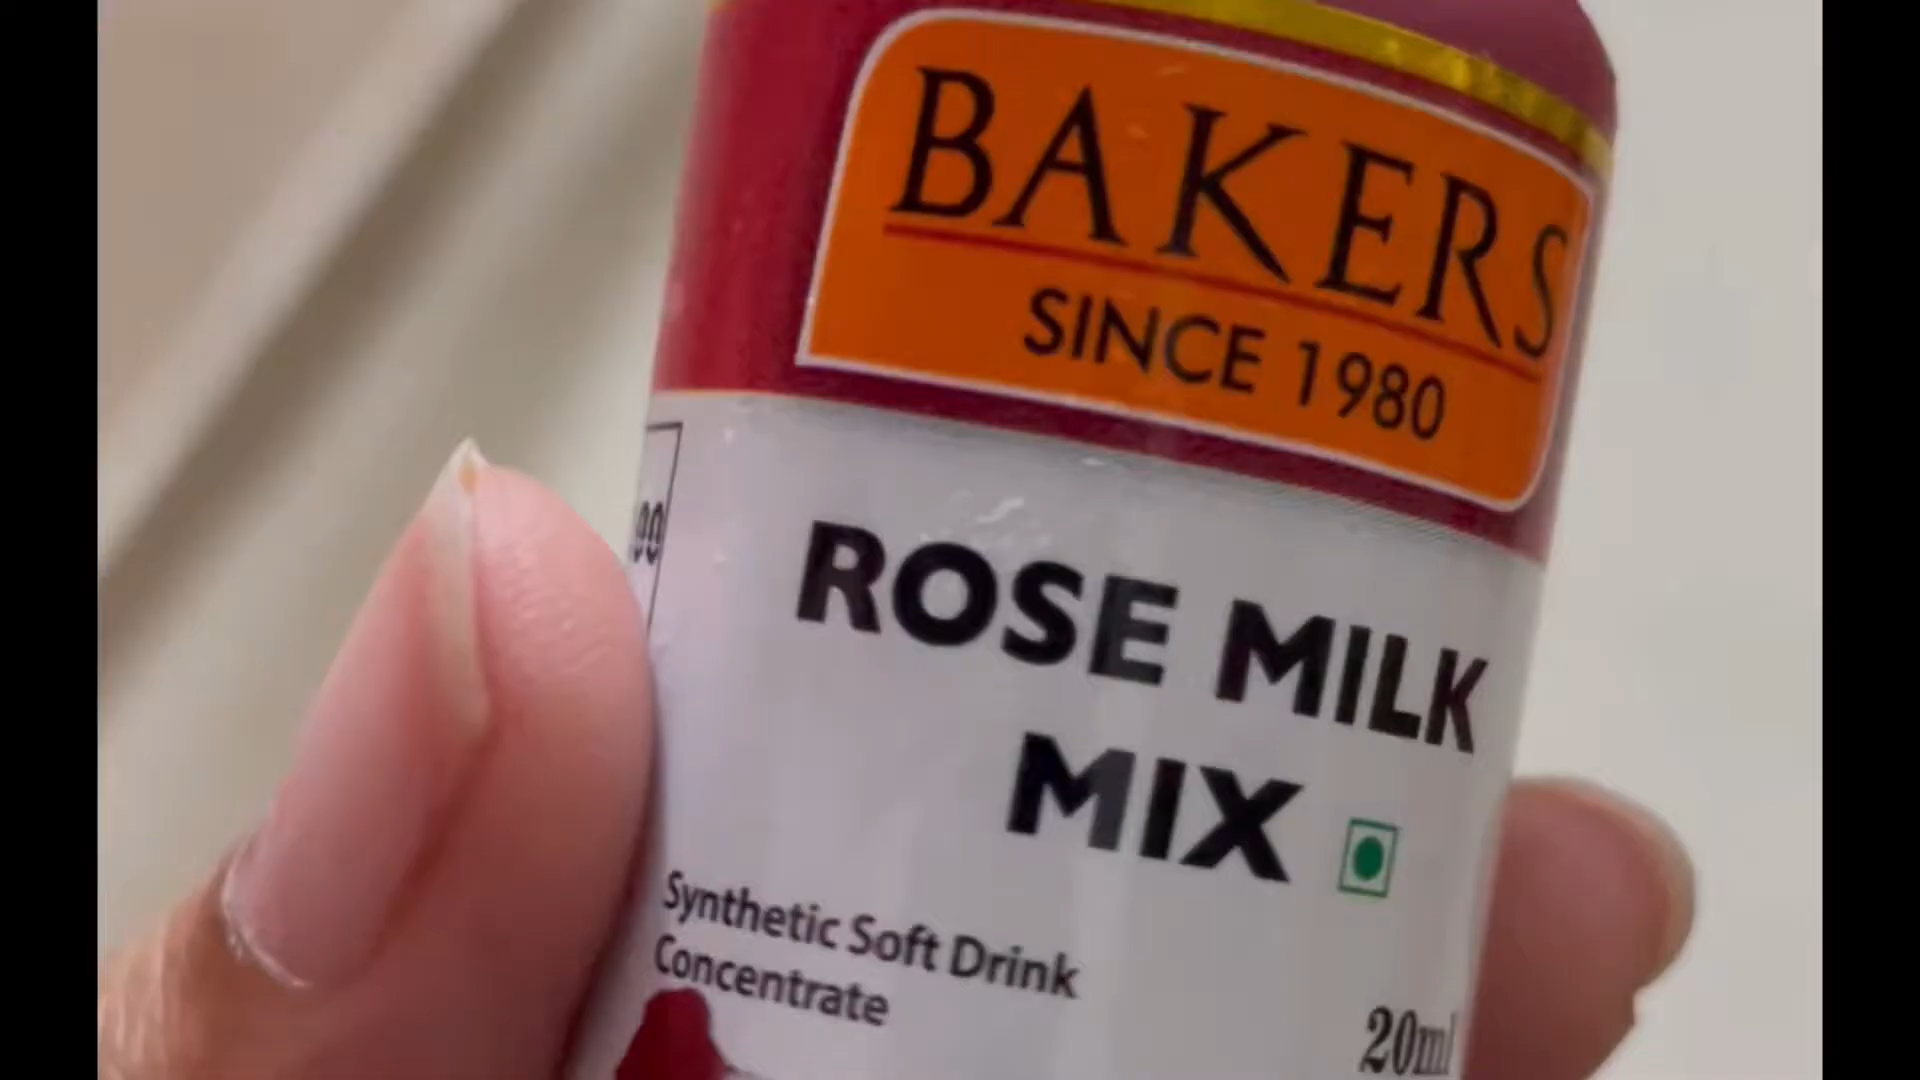 BAKERS
SINCE 1980
ROSE MILK
MIX
Synthetic Soft Drink
Concentrate
20ml